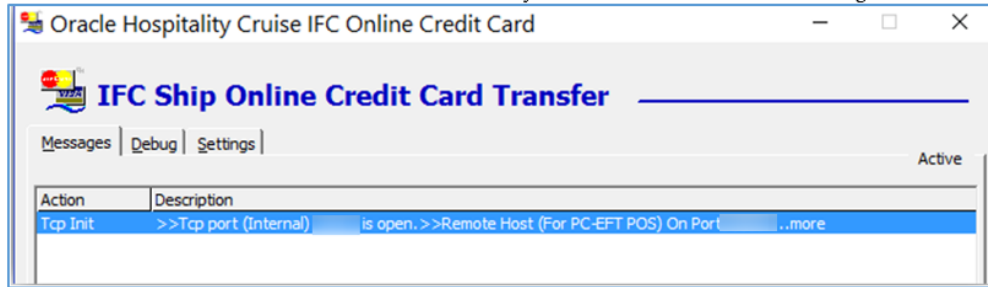 Oracle Hospitality Cruise IFC Online Credit Card
IFC Ship Online Credit Card Transfer
Messages Debug Settings
Active
Action Description
Tcp Init >>Tcp port (Internal) is open.>>Remote Host (For PC-EFT POS) On Port ..more